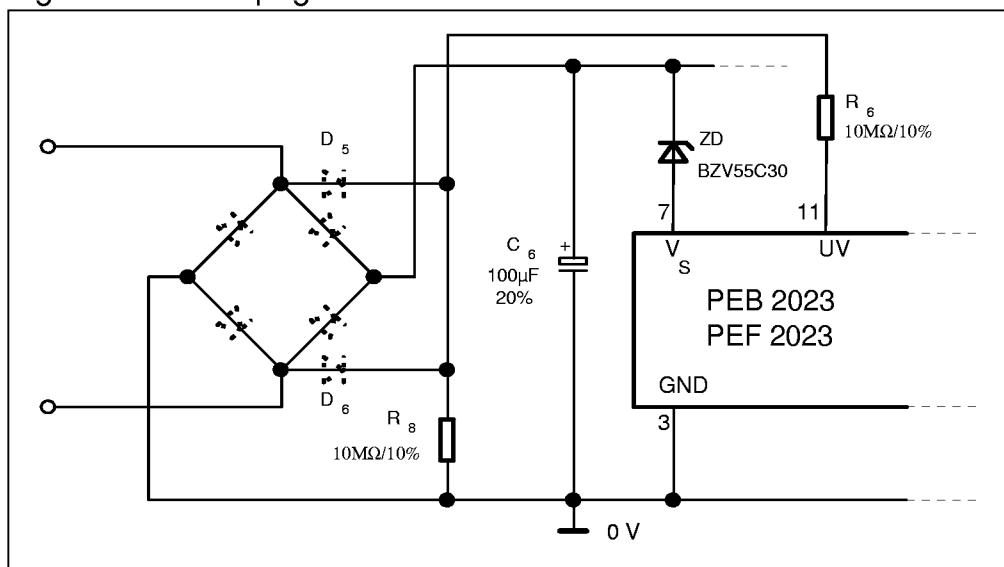 D 5
R 6
10MΩ/10%
ZD
BZV55C30
7
11
V S
UV
C 6
+
100µF
20%
PEB 2023
PEF 2023
GND
3
D 6
R 8
10MΩ/10%
0 V